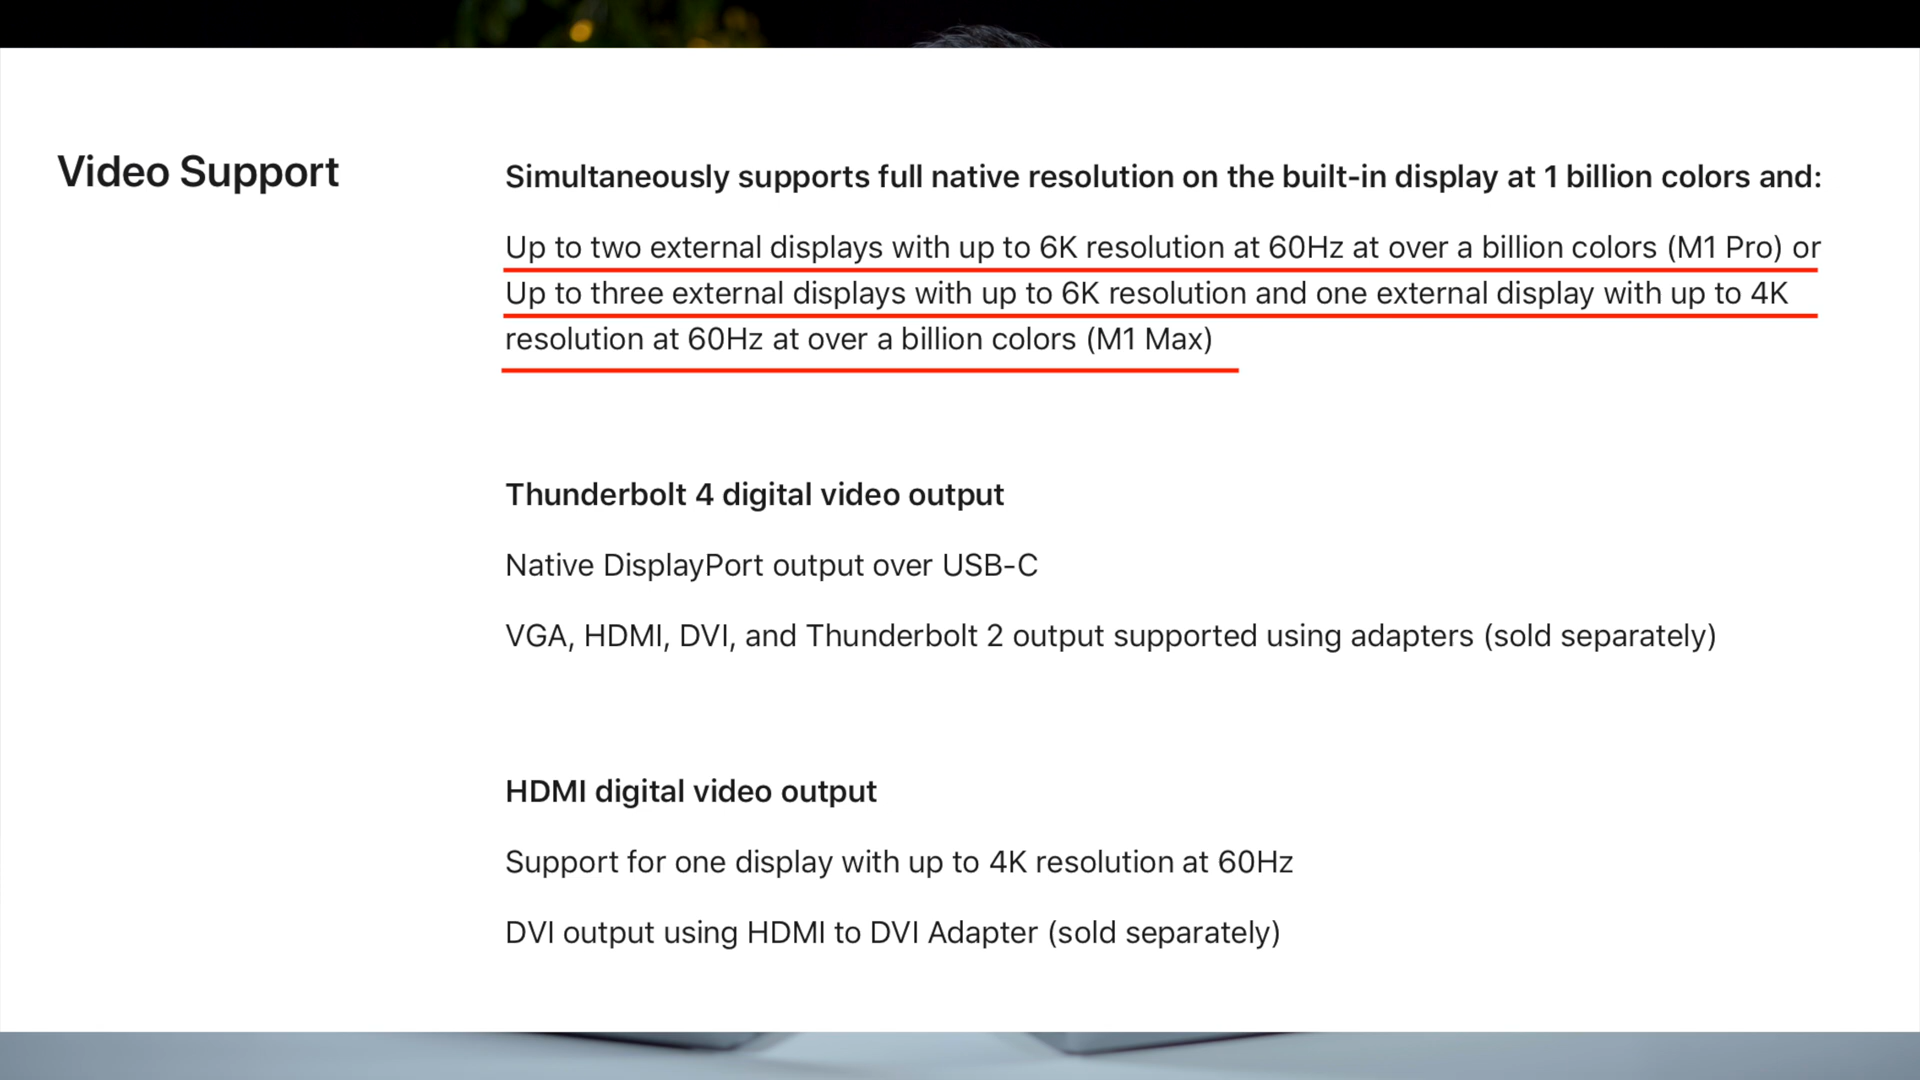 Video Support
Simultaneously supports full native resolution on the built-in display at 1 billion colors and:
Up to two external displays with up to 6K resolution at 60Hz at over a billion colors (M1 Pro) or
Up to three external displays with up to 6K resolution and one external display with up to 4K
resolution at 60Hz at over a billion colors (M1 Max)
Thunderbolt 4 digital video output
Native DisplayPort output over USB-C
VGA, HDMI, DVI, and Thunderbolt 2 output supported using adapters (sold separately)
HDMI digital video output
Support for one display with up to 4K resolution at 60Hz
DVI output using HDMI to DVI Adapter (sold separately)